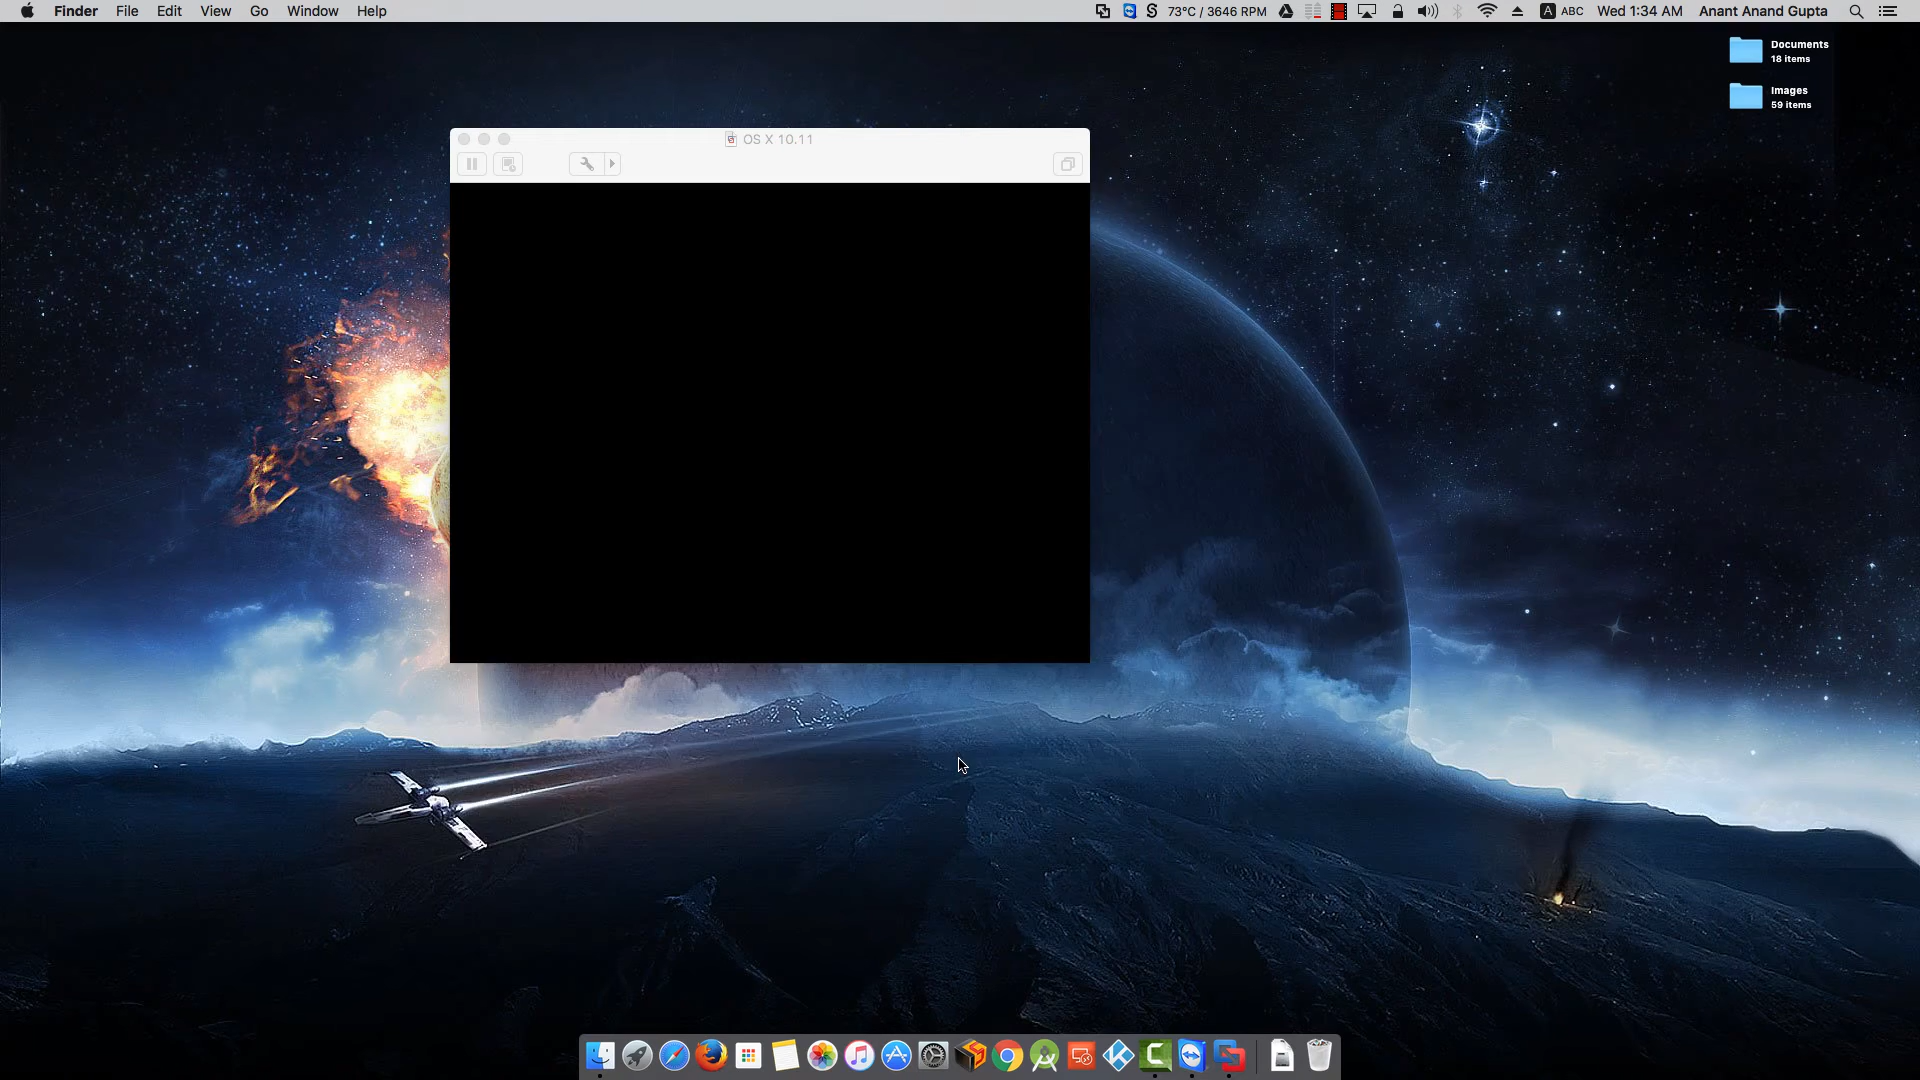 Finder File Edit View Go Window Help 73°C / 3646 RPM A ABC Wed 1:34 AM Anant Anand Gupta
Documents
18 items
Images
59 items
OS X 10.11